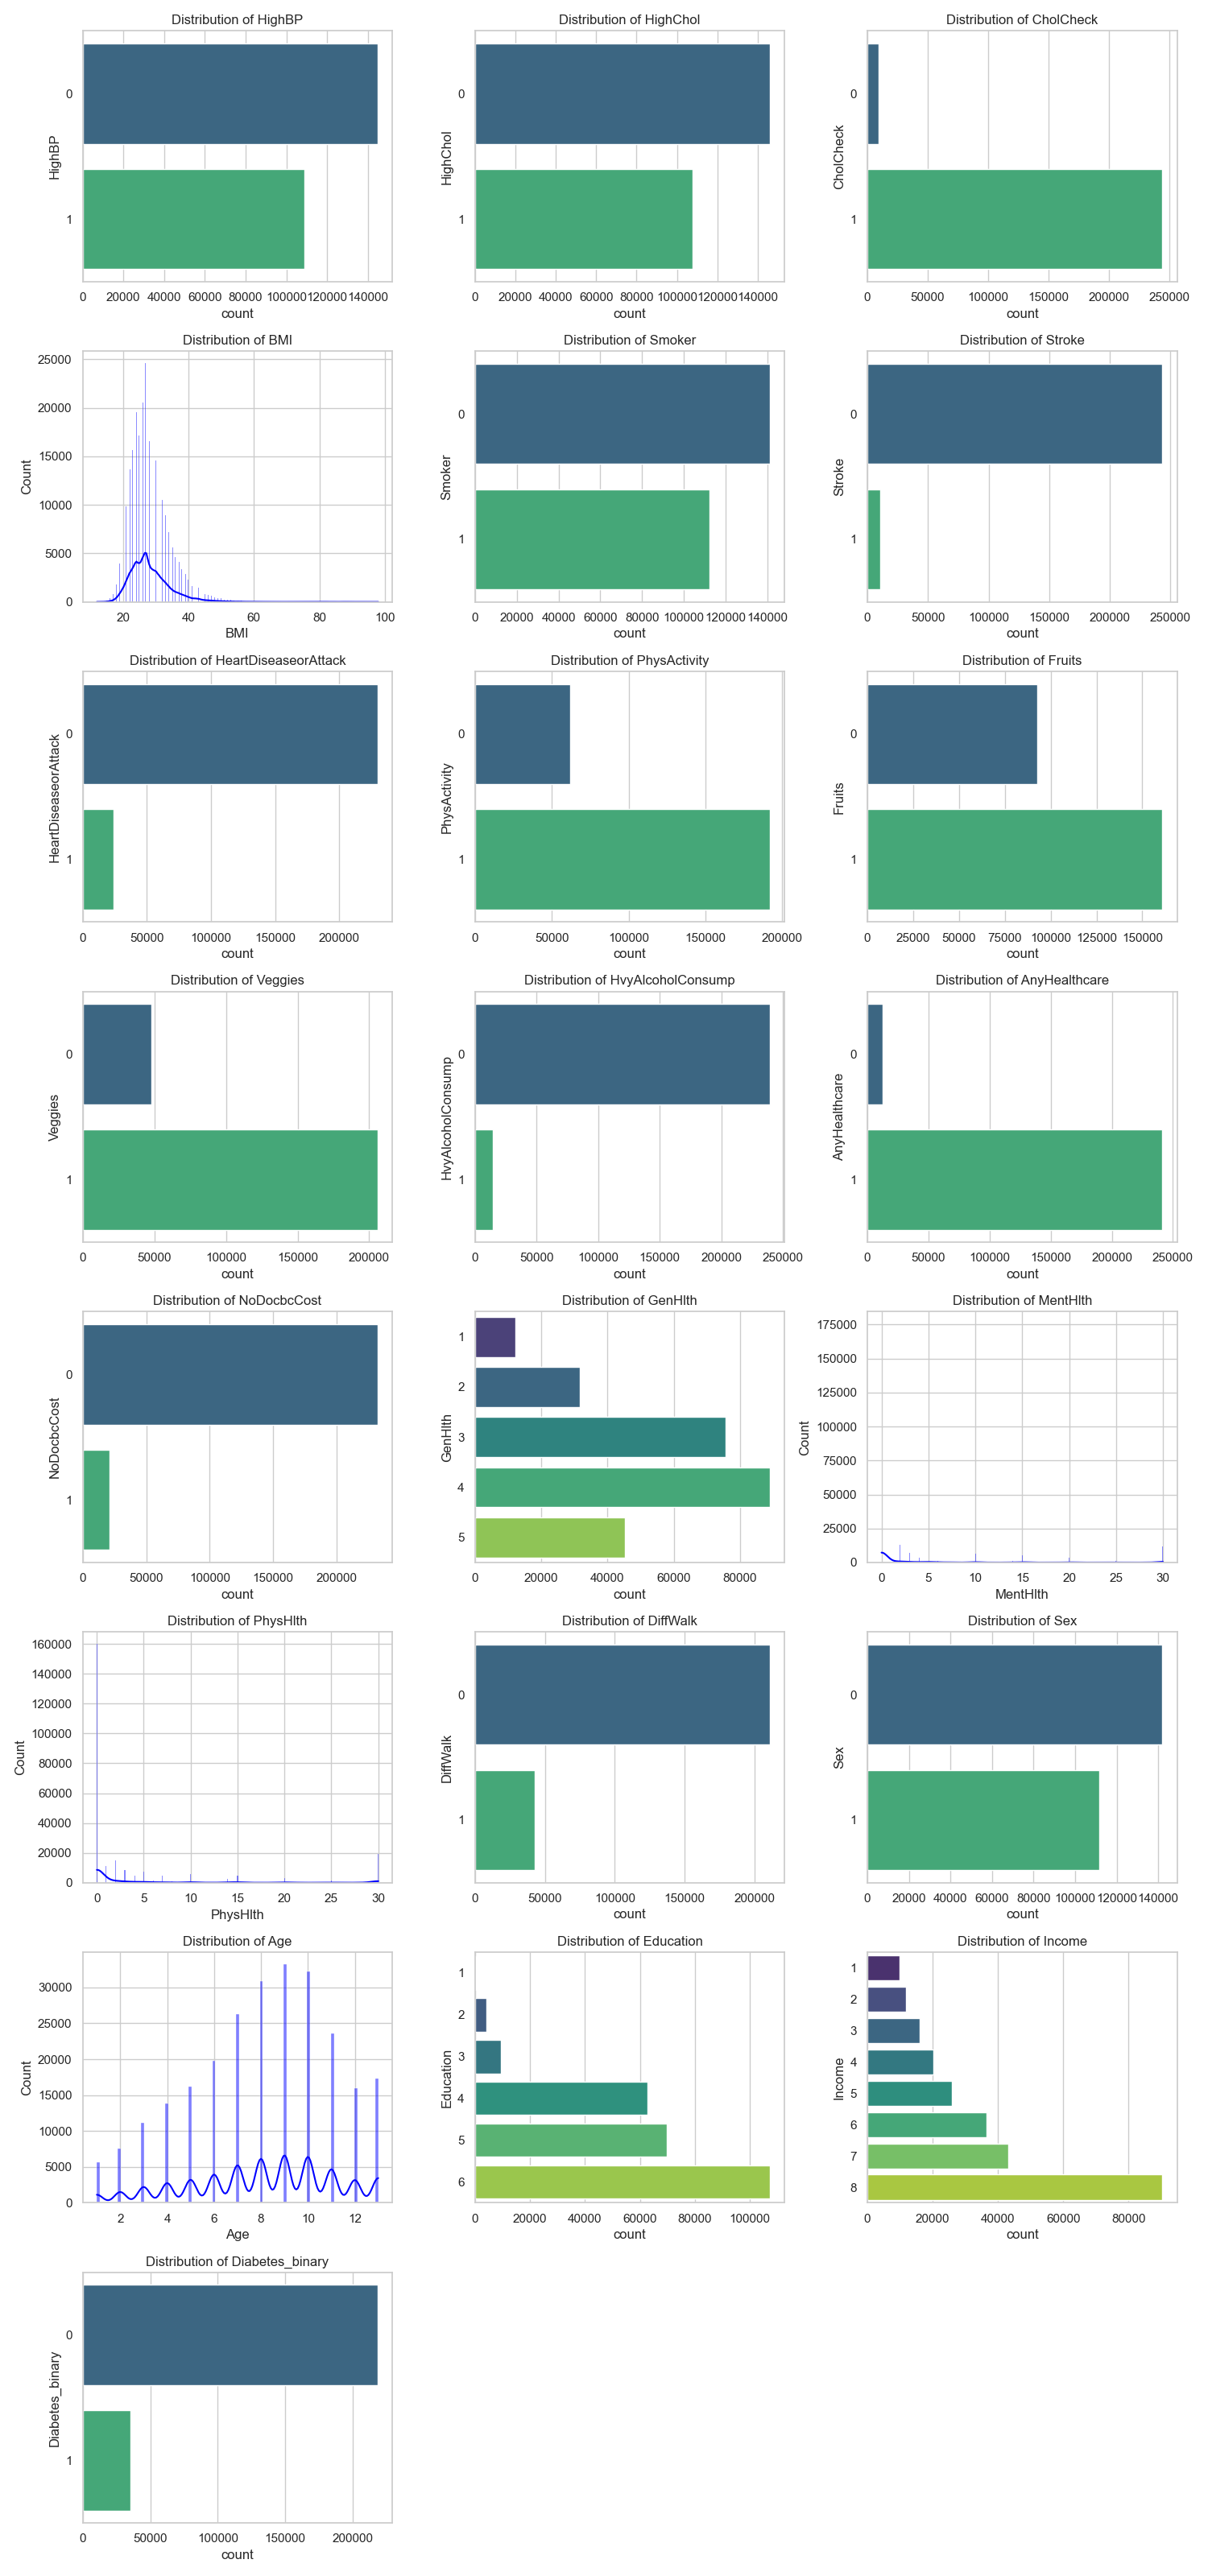 Distribution of HighBP
HighBP
0
1
0 20000 40000 60000 80000 100000 120000 140000
count
Distribution of HighChol
HighChol
0
1
0 20000 40000 60000 80000 100000 120000 140000
count
Distribution of CholCheck
CholCheck
0
1
0 50000 100000 150000 200000 250000
count
Distribution of BMI
Count
25000
20000
15000
10000
5000
0
20 40 60 80 100
BMI
Distribution of Smoker
Smoker
0
1
0 20000 40000 60000 80000 100000 120000 140000
count
Distribution of Stroke
Stroke
0
1
0 50000 100000 150000 200000 250000
count
Distribution of HeartDiseaseorAttack
HeartDiseaseorAttack
0
1
0 50000 100000 150000 200000
count
Distribution of PhysActivity
PhysActivity
0
1
0 50000 100000 150000 200000
count
Distribution of Fruits
Fruits
0
1
0 25000 50000 75000 100000 125000 150000
count
Distribution of Veggies
Veggies
0
1
0 50000 100000 150000 200000
count
Distribution of HvyAlcoholConsump
HvyAlcoholConsump
0
1
0 50000 100000 150000 200000 250000
count
Distribution of AnyHealthcare
AnyHealthcare
0
1
0 50000 100000 150000 200000 250000
count
Distribution of NoDocbcCost
NoDocbcCost
0
1
0 50000 100000 150000 200000
count
Distribution of GenHlth
GenHlth
1
2
3
4
5
0 20000 40000 60000 80000
count
Distribution of MentHlth
Count
175000
150000
125000
100000
75000
50000
25000
0
0 5 10 15 20 25 30
MentHlth
Distribution of PhysHlth
Count
160000
140000
120000
100000
80000
60000
40000
20000
0
0 5 10 15 20 25 30
PhysHlth
Distribution of DiffWalk
DiffWalk
0
1
0 50000 100000 150000 200000
count
Distribution of Sex
Sex
0
1
0 20000 40000 60000 80000 100000 120000 140000
count
Distribution of Age
Count
30000
25000
20000
15000
10000
5000
0
2 4 6 8 10 12
Age
Distribution of Education
Education
1
2
3
4
5
6
0 20000 40000 60000 80000 100000
count
Distribution of Income
Income
1
2
3
4
5
6
7
8
0 20000 40000 60000 80000
count
Distribution of Diabetes_binary
Diabetes_binary
0
1
0 50000 100000 150000 200000
count